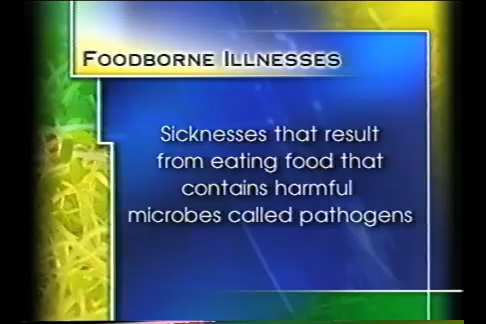 FOODBORNE ILLNESSES
Sicknesses that result
from eating food that
contains harmful
microbes called pathogens